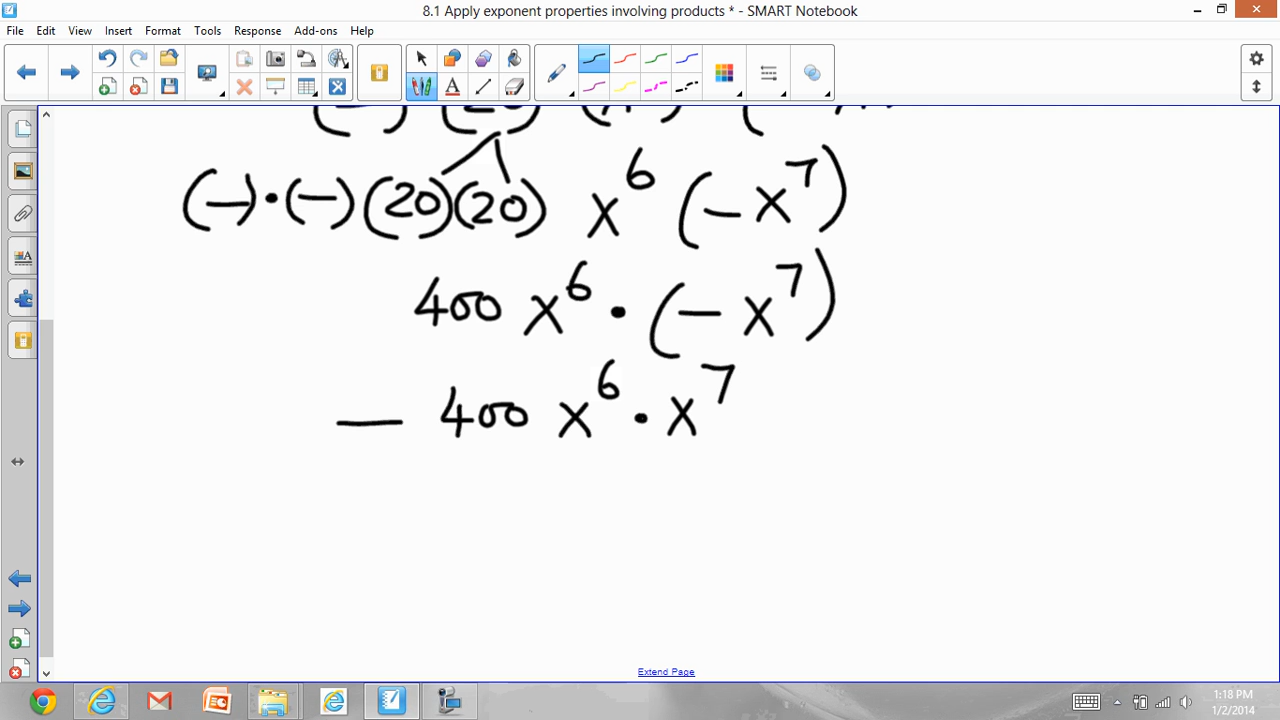 8.1 Apply exponent properties involving products * - SMART Notebook
File Edit View Insert Format Tools Response Add-ons Help
(−)·(−)(20)(20) x⁶ (−x⁷)
400 x⁶ · (−x⁷)
− 400 x⁶ · x⁷
Extend Page
1:18 PM
1/2/2014